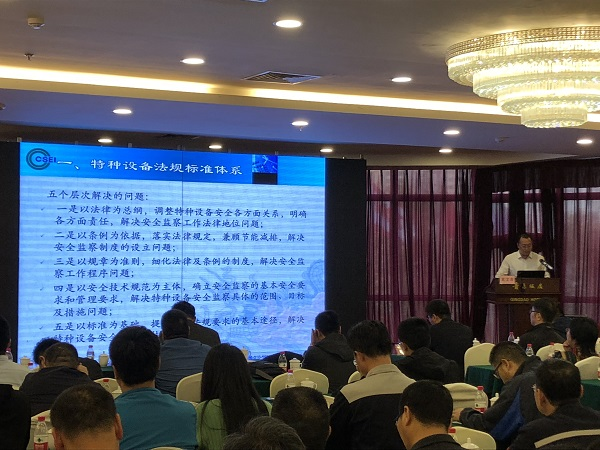 CSEI
一、特种设备法规标准体系
五个层次解决的问题：
一是以法律为总纲，调整特种设备安全各方面关系，明确
各方面责任，解决安全监察工作法律地位问题；
二是以条例为依据，落实法律规定，兼顾节能减排，解决
安全监察制度的设立问题；
三是以规章为准则，细化法律及条例的制度，解决安全监
察工作程序问题；
四是以安全技术规范为主体，确立安全监察的基本安全要
求和管理要求，解决特种设备安全监察具体的范围、目标
及措施问题；
五是以标准为基础，提 法规要求的基本途径，解决
特种设备安全